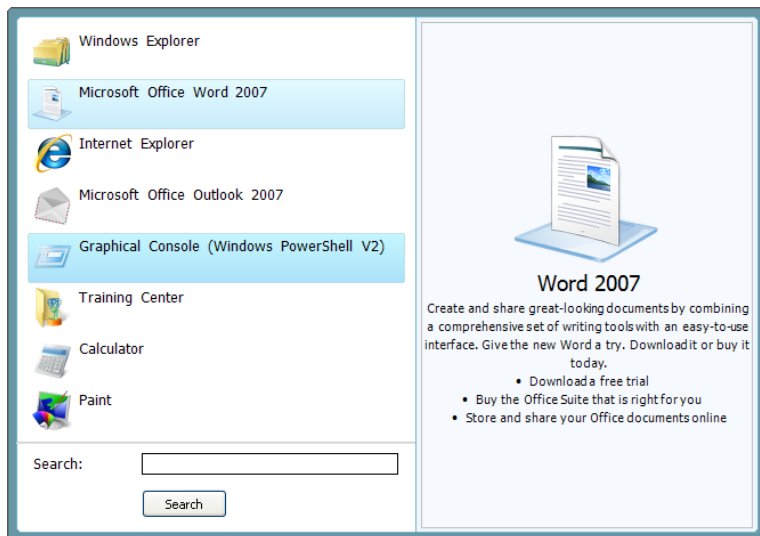 Windows Explorer
Microsoft Office Word 2007
Internet Explorer
Microsoft Office Outlook 2007
Graphical Console (Windows PowerShell V2)
Training Center
Calculator
Paint
Search:
Search
Word 2007
Create and share great-looking documents by combining
a comprehensive set of writing tools with an easy-to-use
interface. Give the new Word a try. Download it or buy it
today.
• Download a free trial
• Buy the Office Suite that is right for you
• Store and share your Office documents online